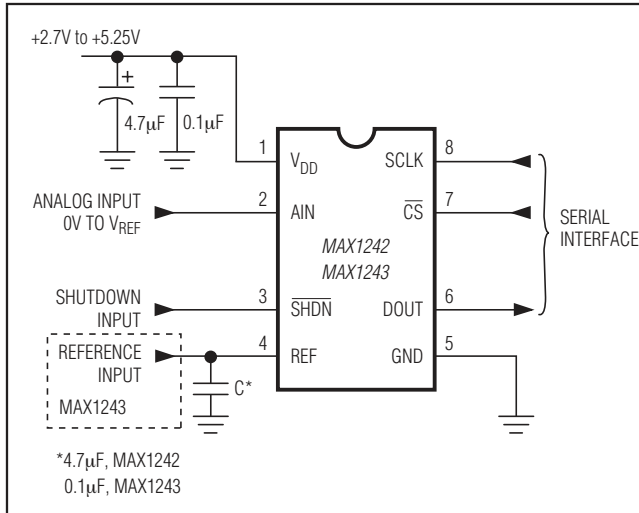 +2.7V to +5.25V
+
4.7µF
0.1µF
1
VDD
SCLK
8
ANALOG INPUT
0V TO VREF
2
AIN
CS
7
SERIAL
INTERFACE
MAX1242
MAX1243
SHUTDOWN
INPUT
3
SHDN
DOUT
6
REFERENCE
INPUT
4
REF
GND
5
MAX1243
C*
*4.7µF, MAX1242
0.1µF, MAX1243